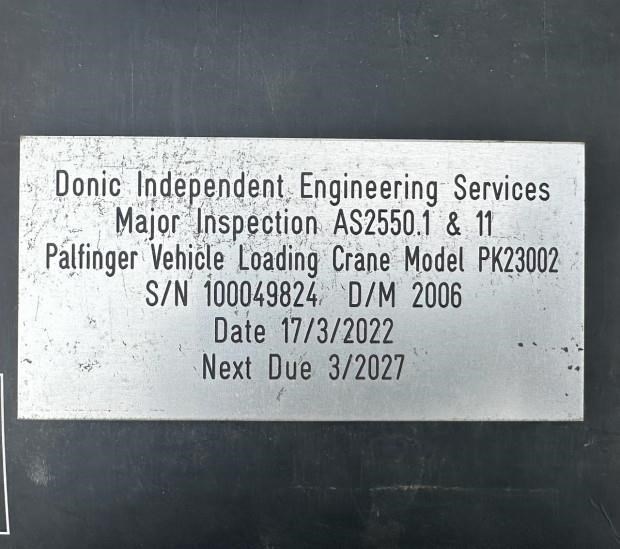 Donic Independent Engineering Services
Major Inspection AS2550.1 & 11
Palfinger Vehicle Loading Crane Model PK23002
S/N 100049824 D/M 2006
Date 17/3/2022
Next Due 3/2027